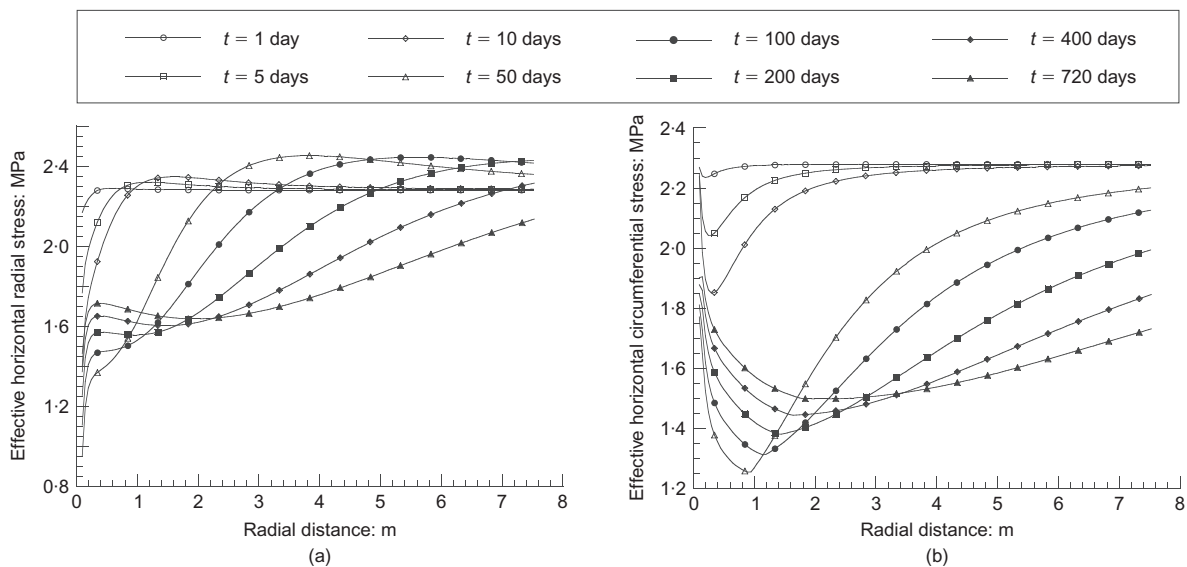 t = 1 day
t = 10 days
t = 100 days
t = 400 days
t = 5 days
t = 50 days
t = 200 days
t = 720 days
Effective horizontal radial stress: MPa
2·4
2·0
1·6
1·2
0·8
0 1 2 3 4 5 6 7 8
Radial distance: m
(a)
Effective horizontal circumferential stress: MPa
2·4
2·2
2·0
1·8
1·6
1·4
1·2
0 1 2 3 4 5 6 7 8
Radial distance: m
(b)